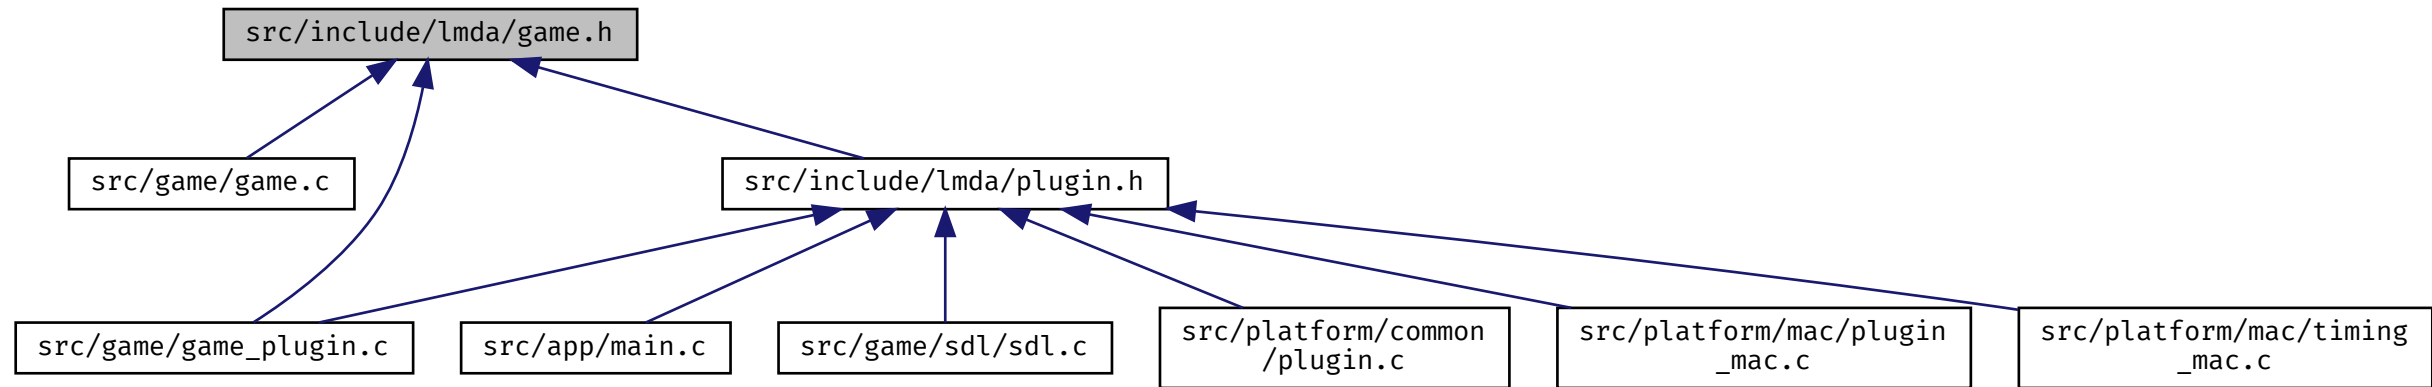 src/include/lmda/game.h
src/game/game.c
src/include/lmda/plugin.h
src/game/game_plugin.c
src/app/main.c
src/game/sdl/sdl.c
src/platform/common
/plugin.c
src/platform/mac/plugin
_mac.c
src/platform/mac/timing
_mac.c